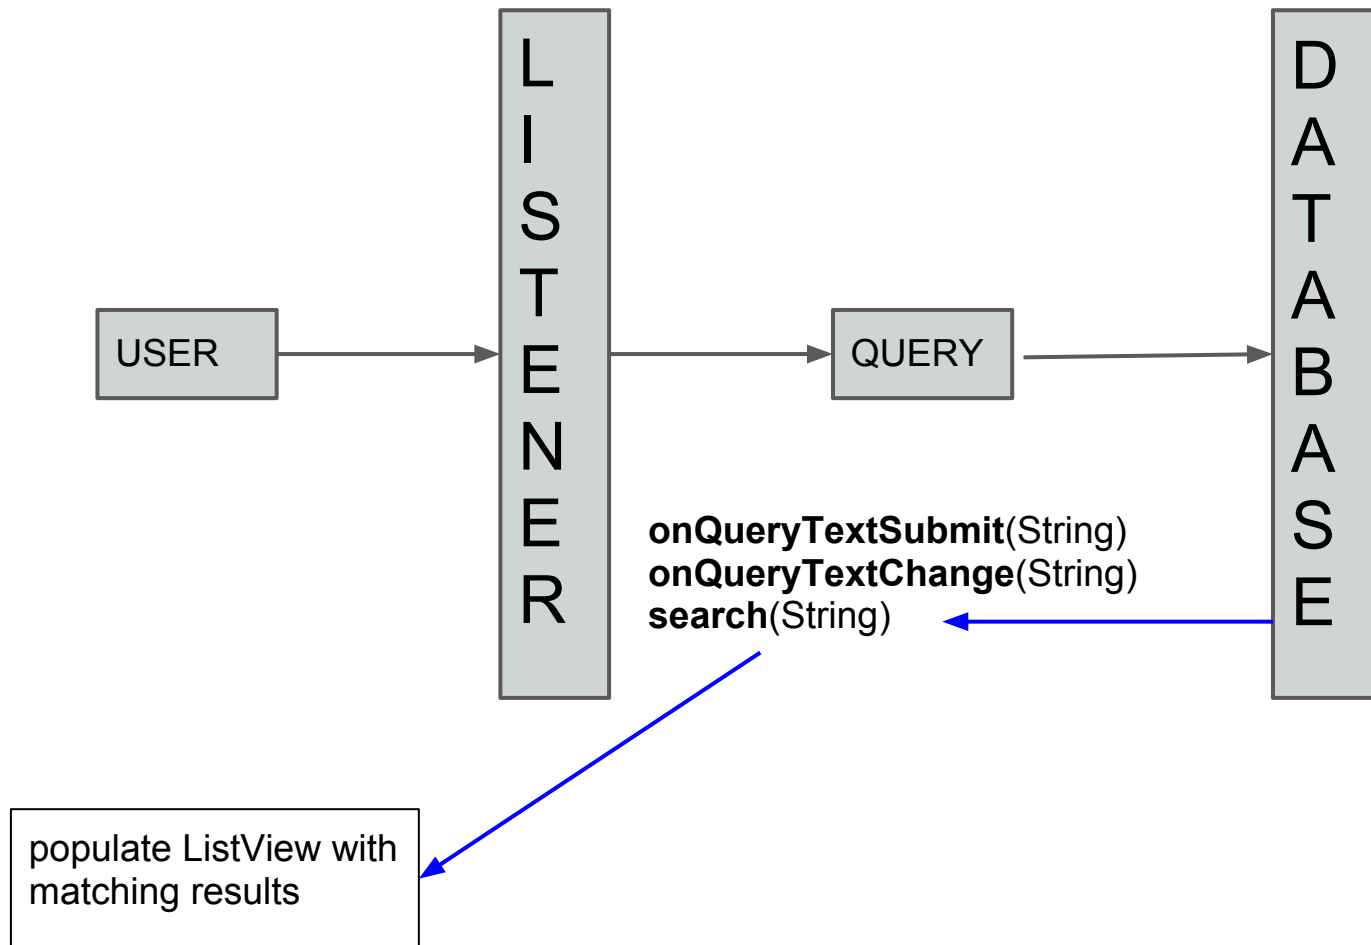 LISTENER
DATABASE
USER
QUERY
onQueryTextSubmit(String)
onQueryTextChange(String)
search(String)
populate ListView with
matching results